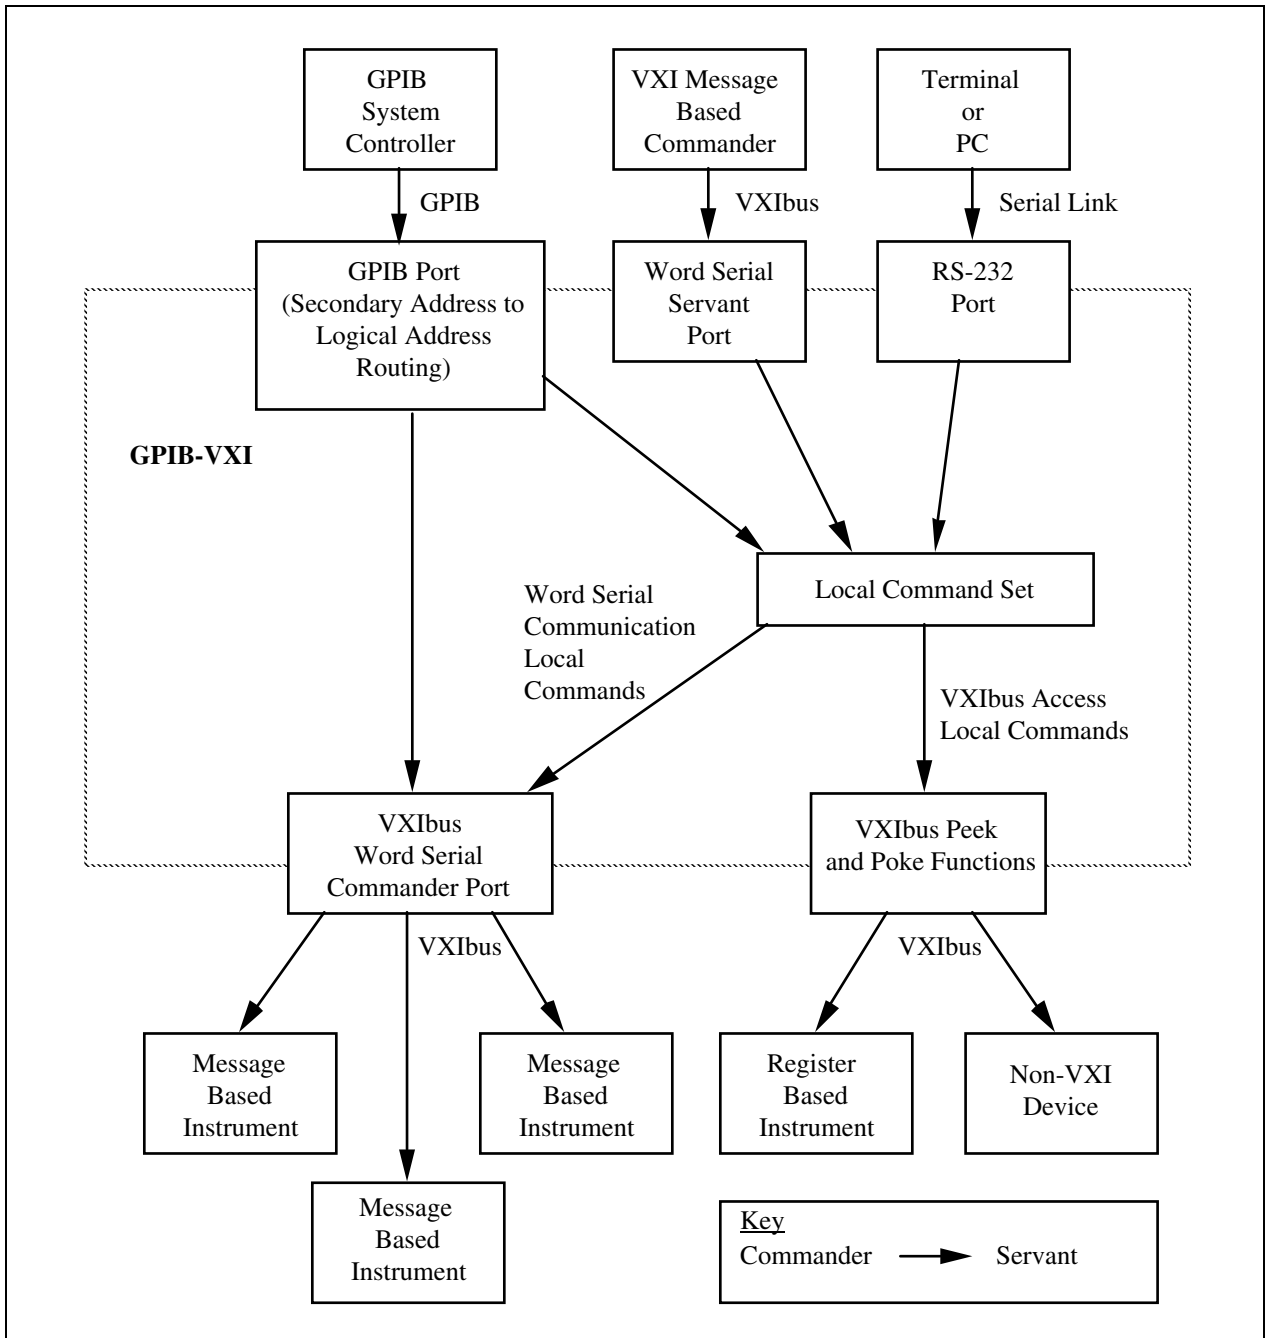 GPIB
System
Controller
VXI Message
Based
Commander
Terminal
or
PC
GPIB
VXIbus
Serial Link
GPIB Port
(Secondary Address to
Logical Address
Routing)
Word Serial
Servant
Port
RS-232
Port
GPIB-VXI
Local Command Set
Word Serial
Communication
Local
Commands
VXIbus Access
Local Commands
VXIbus
Word Serial
Commander Port
VXIbus Peek
and Poke Functions
VXIbus
VXIbus
Message
Based
Instrument
Message
Based
Instrument
Register
Based
Instrument
Non-VXI
Device
Message
Based
Instrument
Key
Commander
Servant